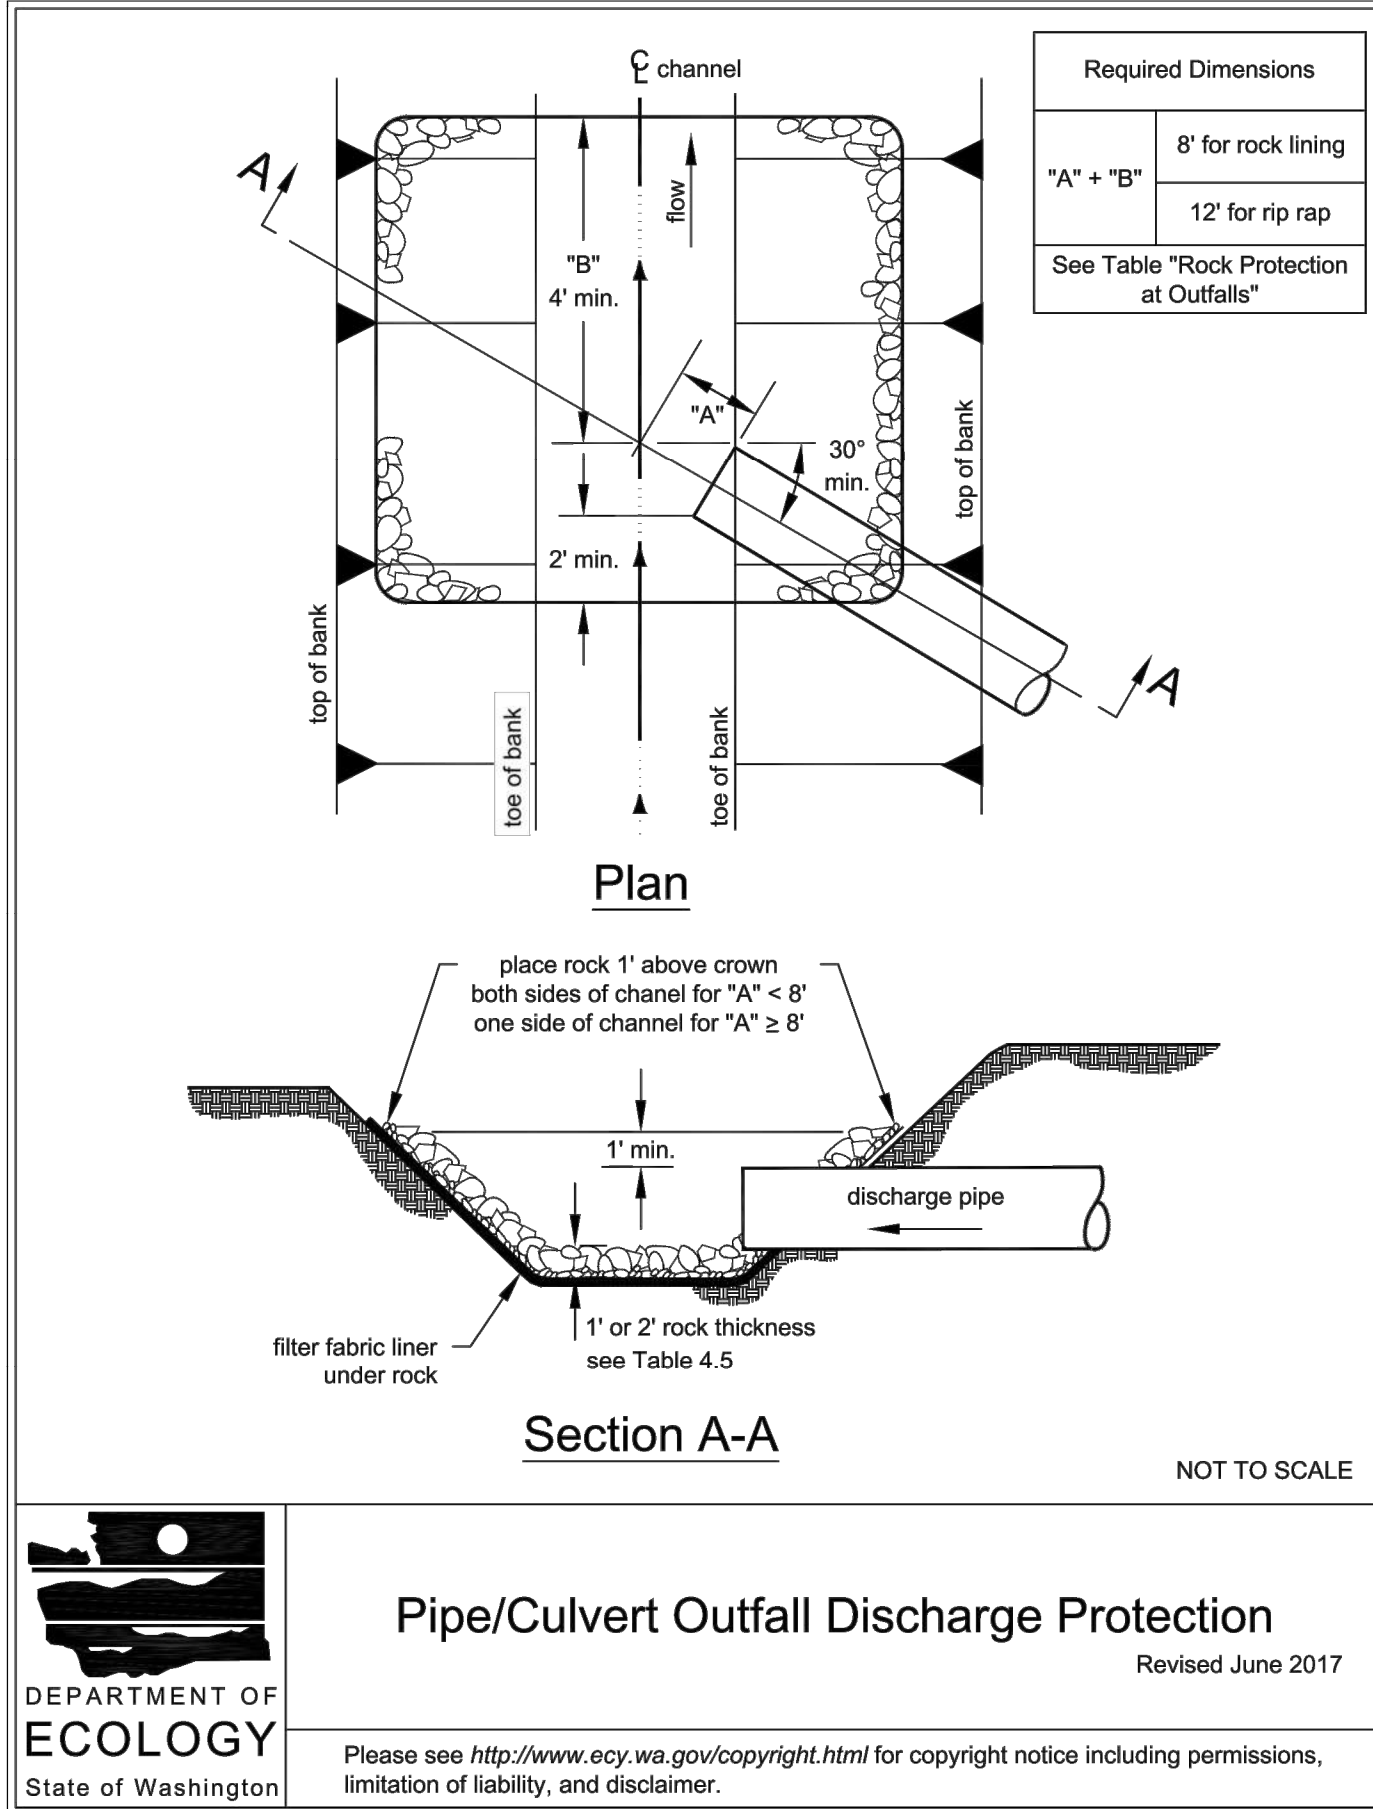 ℄ channel
Required Dimensions
"A" + "B"
8' for rock lining
12' for rip rap
See Table "Rock Protection
at Outfalls"
A
flow
"B"
4' min.
"A"
30°
min.
top of bank
2' min.
top of bank
A
toe of bank
toe of bank
Plan
place rock 1' above crown
both sides of chanel for "A" < 8'
one side of channel for "A" ≥ 8'
1' min.
discharge pipe
1' or 2' rock thickness
see Table 4.5
filter fabric liner
under rock
Section A-A
NOT TO SCALE
DEPARTMENT OF
ECOLOGY
State of Washington
Pipe/Culvert Outfall Discharge Protection
Revised June 2017
Please see http://www.ecy.wa.gov/copyright.html for copyright notice including permissions,
limitation of liability, and disclaimer.